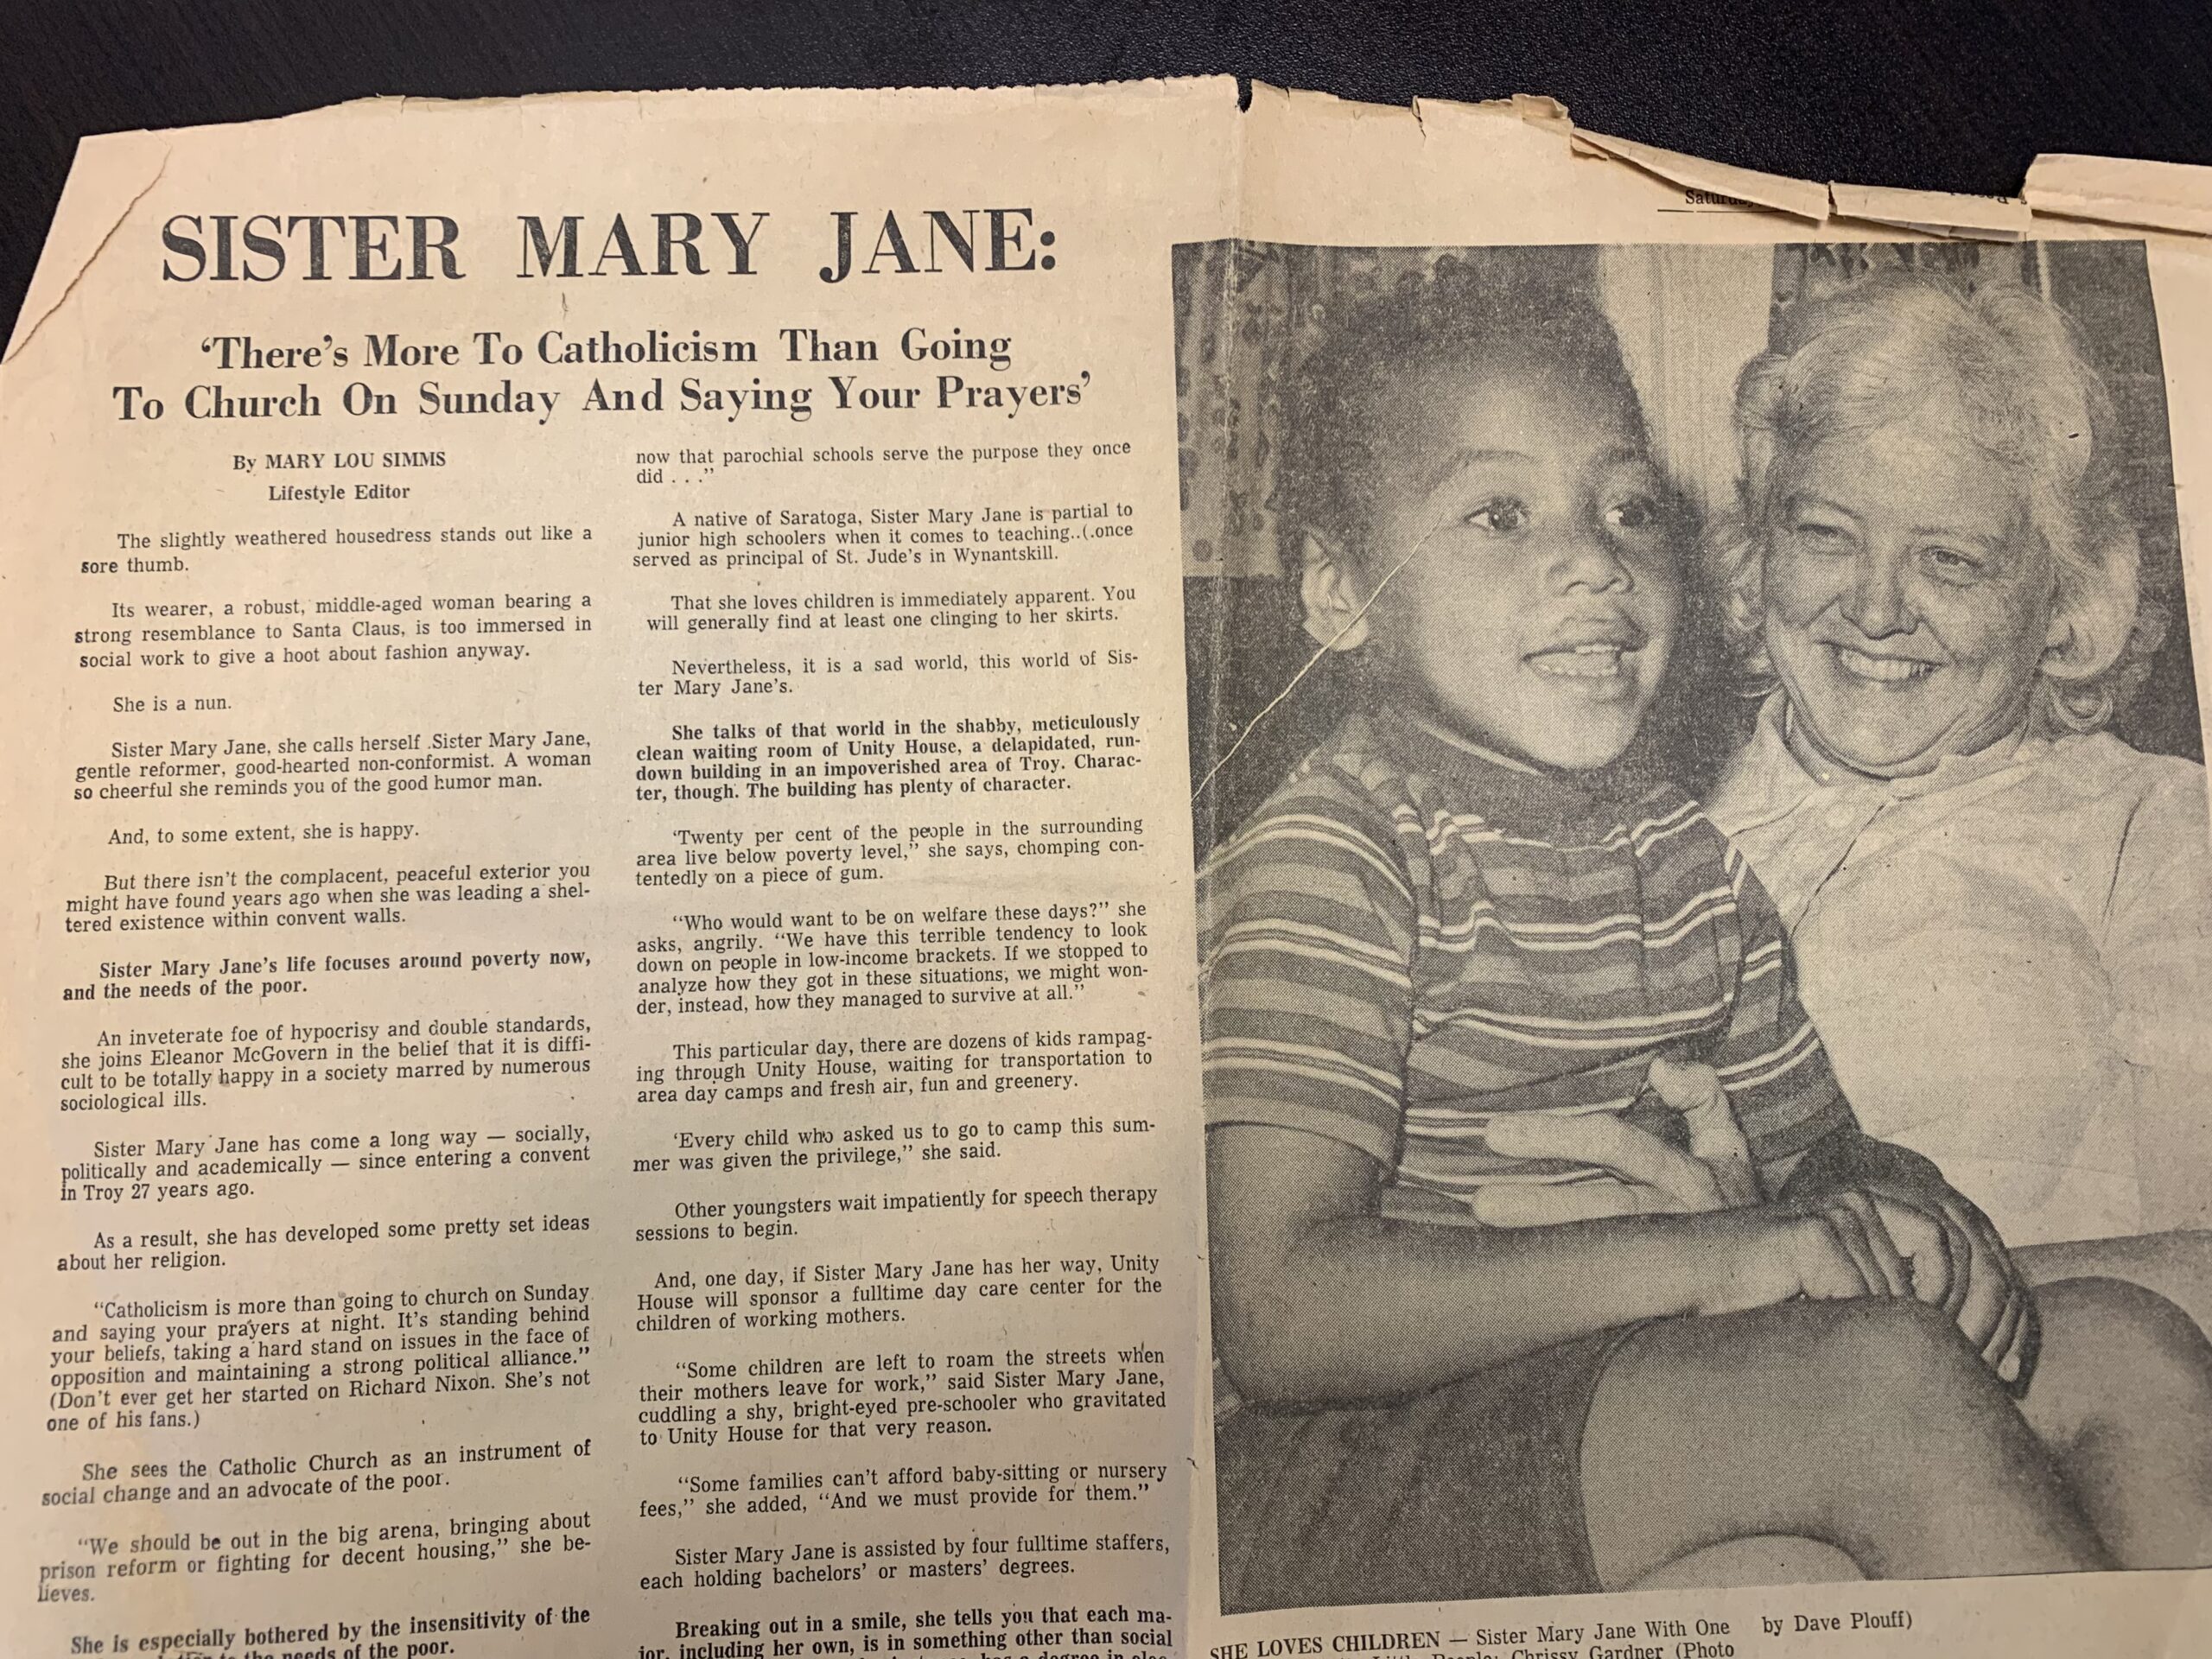 Saturday
SISTER MARY JANE:
‘There’s More To Catholicism Than Going
To Church On Sunday And Saying Your Prayers’
By MARY LOU SIMMS
Lifestyle Editor
The slightly weathered housedress stands out like a
sore thumb.
Its wearer, a robust, middle-aged woman bearing a
strong resemblance to Santa Claus, is too immersed in
social work to give a hoot about fashion anyway.
She is a nun.
Sister Mary Jane, she calls herself .Sister Mary Jane,
gentle reformer, good-hearted non-conformist. A woman
so cheerful she reminds you of the good humor man.
And, to some extent, she is happy.
But there isn’t the complacent, peaceful exterior you
might have found years ago when she was leading a shel-
tered existence within convent walls.
Sister Mary Jane’s life focuses around poverty now,
and the needs of the poor.
An inveterate foe of hypocrisy and double standards,
she joins Eleanor McGovern in the belief that it is diffi-
cult to be totally happy in a society marred by numerous
sociological ills.
Sister Mary Jane has come a long way — socially,
politically and academically — since entering a convent
in Troy 27 years ago.
As a result, she has developed some pretty set ideas
about her religion.
“Catholicism is more than going to church on Sunday
and saying your prayers at night. It’s standing behind
your beliefs, taking a hard stand on issues in the face of
opposition and maintaining a strong political alliance.”
(Don’t ever get her started on Richard Nixon. She’s not
one of his fans.)
She sees the Catholic Church as an instrument of
social change and an advocate of the poor.
“We should be out in the big arena, bringing about
prison reform or fighting for decent housing,” she be-
lieves.
She is especially bothered by the insensitivity of the
to the needs of the poor.
now that parochial schools serve the purpose they once
did . . .”
A native of Saratoga, Sister Mary Jane is partial to
junior high schoolers when it comes to teaching..(.once
served as principal of St. Jude’s in Wynantskill.
That she loves children is immediately apparent. You
will generally find at least one clinging to her skirts.
Nevertheless, it is a sad world, this world of Sis-
ter Mary Jane’s.
She talks of that world in the shabby, meticulously
clean waiting room of Unity House, a delapidated, run-
down building in an impoverished area of Troy. Charac-
ter, though. The building has plenty of character.
‘Twenty per cent of the people in the surrounding
area live below poverty level,” she says, chomping con-
tentedly on a piece of gum.
“Who would want to be on welfare these days?” she
asks, angrily. “We have this terrible tendency to look
down on people in low-income brackets. If we stopped to
analyze how they got in these situations, we might won-
der, instead, how they managed to survive at all.”
This particular day, there are dozens of kids rampag-
ing through Unity House, waiting for transportation to
area day camps and fresh air, fun and greenery.
‘Every child who asked us to go to camp this sum-
mer was given the privilege,” she said.
Other youngsters wait impatiently for speech therapy
sessions to begin.
And, one day, if Sister Mary Jane has her way, Unity
House will sponsor a fulltime day care center for the
children of working mothers.
“Some children are left to roam the streets when
their mothers leave for work,” said Sister Mary Jane,
cuddling a shy, bright-eyed pre-schooler who gravitated
to Unity House for that very reason.
“Some families can’t afford baby-sitting or nursery
fees,” she added, “And we must provide for them.”
Sister Mary Jane is assisted by four fulltime staffers,
each holding bachelors’ or masters’ degrees.
Breaking out in a smile, she tells you that each ma-
jor, including her own, is in something other than social
has a degree in
SHE LOVES CHILDREN — Sister Mary Jane With One
Little People: Chrissy Gardner (Photo
by Dave Plouff)